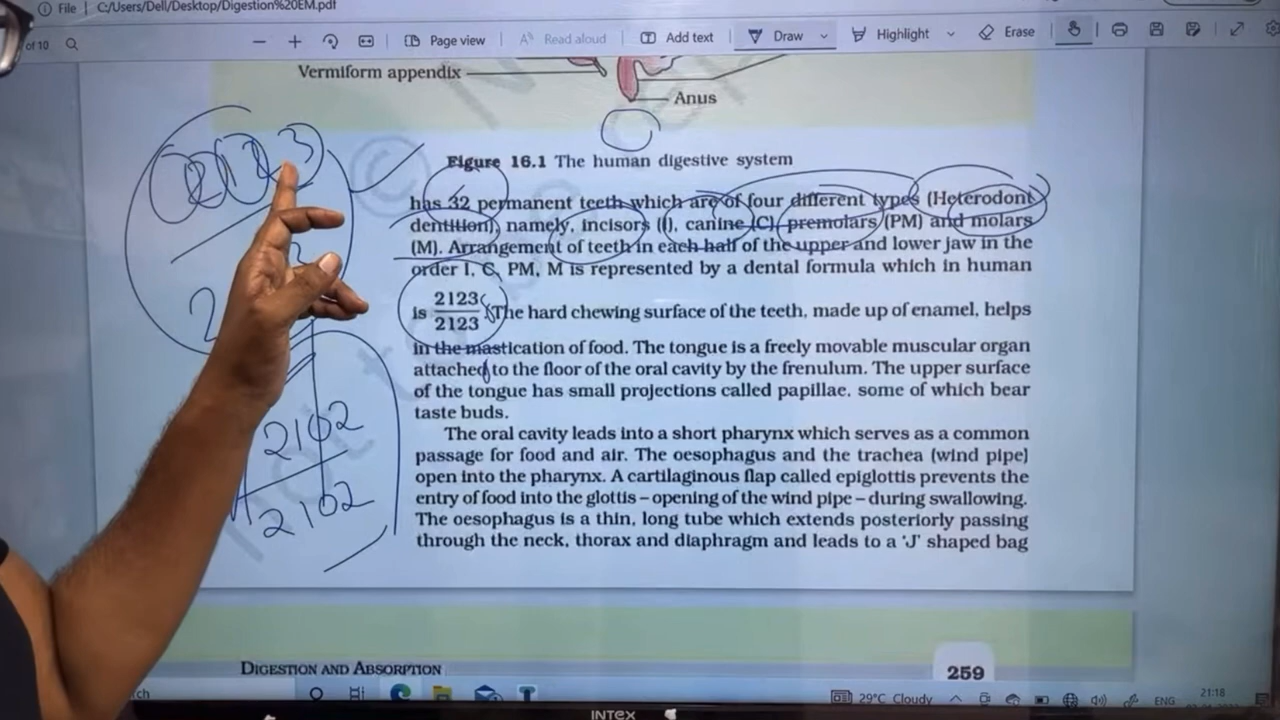 File | C:/Users/Dell/Desktop/Digestion%20EM.pdf
of 10 Page view Read aloud Add text Draw Highlight Erase
Vermiform appendix
Anus
Figure 16.1 The human digestive system
has 32 permanent teeth which are of four different types (Heterodont
dentition), namely, incisors (I), canine (C), premolars (PM) and molars
(M). Arrangement of teeth in each half of the upper and lower jaw in the
order I, C, PM, M is represented by a dental formula which in human
is 2123
2123
The hard chewing surface of the teeth, made up of enamel, helps
in the mastication of food. The tongue is a freely movable muscular organ
attached to the floor of the oral cavity by the frenulum. The upper surface
of the tongue has small projections called papillae, some of which bear
taste buds.
The oral cavity leads into a short pharynx which serves as a common
passage for food and air. The oesophagus and the trachea (wind pipe)
open into the pharynx. A cartilaginous flap called epiglottis prevents the
entry of food into the glottis – opening of the wind pipe – during swallowing.
The oesophagus is a thin, long tube which extends posteriorly passing
through the neck, thorax and diaphragm and leads to a 'J' shaped bag
2123
2
2102
2102
DIGESTION AND ABSORPTION
259
29°C Cloudy ENG 21:18
INTEX